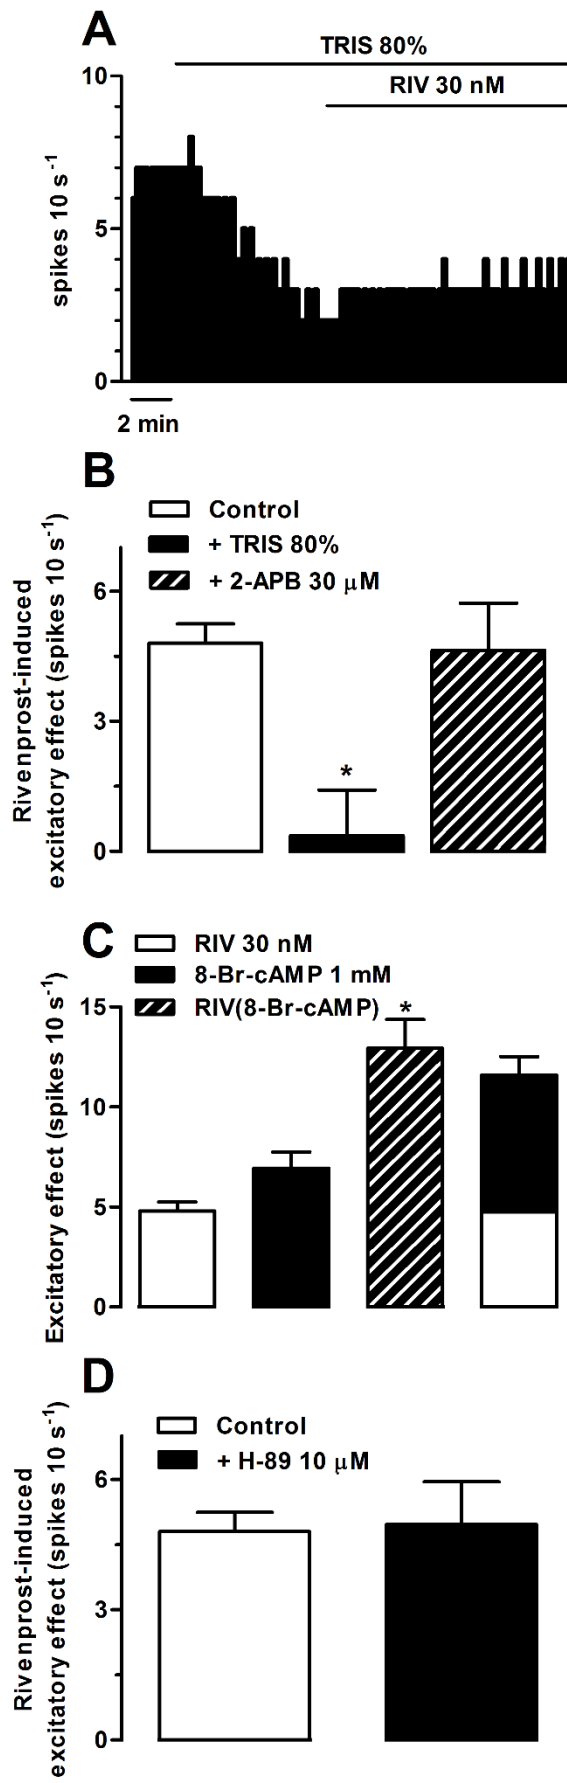 A
TRIS 80%
RIV 30 nM
10
5
0
spikes 10 s⁻¹
2 min
B
Control
+ TRIS 80%
+ 2-APB 30 μM
6
3
0
Rivenprost-induced
excitatory effect (spikes 10 s⁻¹)
*
C
RIV 30 nM
8-Br-cAMP 1 mM
RIV(8-Br-cAMP)
*
15
10
5
0
Excitatory effect (spikes 10 s⁻¹)
D
Control
+ H-89 10 μM
6
3
0
Rivenprost-induced
excitatory effect (spikes 10 s⁻¹)